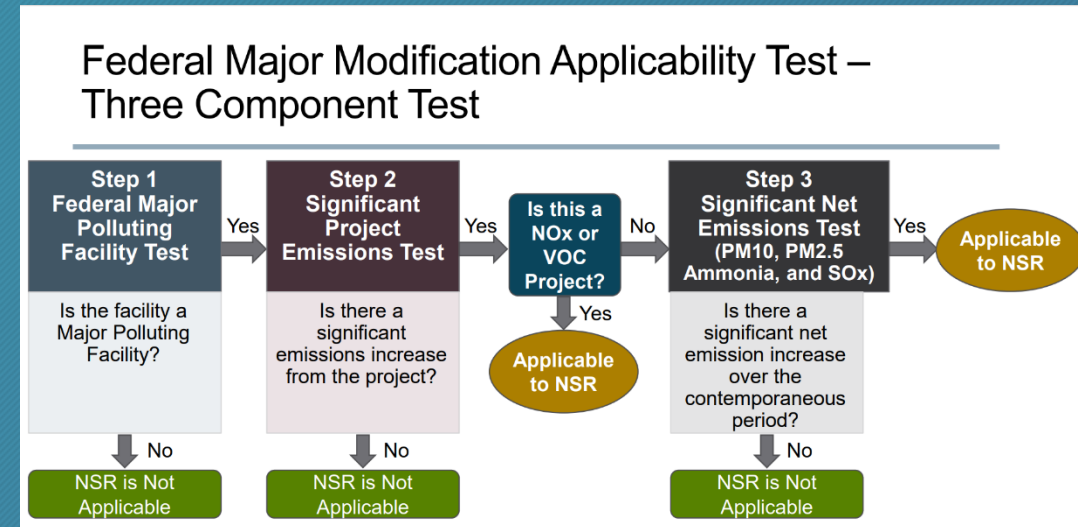 Federal Major Modification Applicability Test –
Three Component Test
Step 1
Federal Major
Polluting
Facility Test
Is the facility a
Major Polluting
Facility?
Yes
No
NSR is Not
Applicable
Step 2
Significant
Project
Emissions Test
Is there a
significant
emissions increase
from the project?
Yes
No
NSR is Not
Applicable
Is this a
NOx or
VOC
Project?
Yes
Applicable
to NSR
No
Step 3
Significant Net
Emissions Test
(PM10, PM2.5
Ammonia, and SOx)
Is there a
significant net
emission increase
over the
contemporaneous
period?
Yes
Applicable
to NSR
No
NSR is Not
Applicable